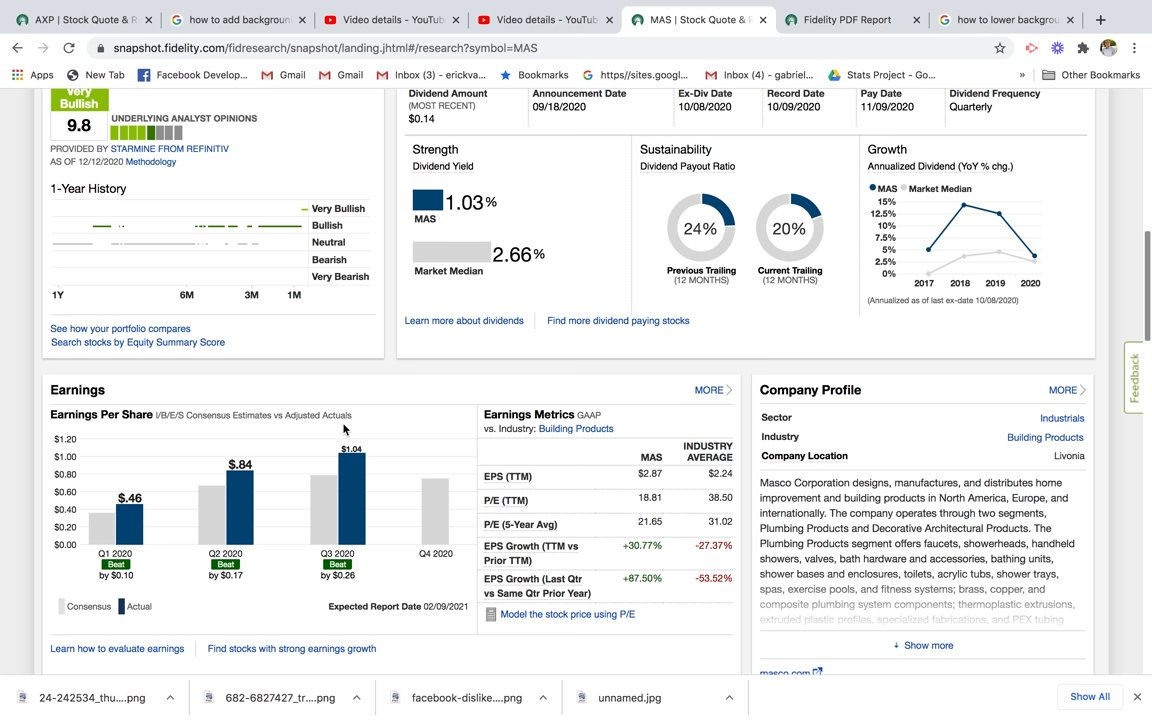 AXP | Stock Quote & R
how to add backgroun
Video details - YouTub
Video details - YouTub
MAS | Stock Quote & R
Fidelity PDF Report
how to lower backgrou
snapshot.fidelity.com/fidresearch/snapshot/landing.jhtml#/research?symbol=MAS
Apps
New Tab
Facebook Develop...
Gmail
Gmail
Inbox (3) - erickva...
Bookmarks
https//sites.googl...
Inbox (4) - gabriel...
Stats Project - Go...
»
Other Bookmarks
Very
Bullish
9.8
UNDERLYING ANALYST OPINIONS
PROVIDED BY STARMINE FROM REFINITIV
AS OF 12/12/2020 Methodology
1-Year History
Very Bullish
Bullish
Neutral
Bearish
Very Bearish
1Y 6M 3M 1M
See how your portfolio compares
Search stocks by Equity Summary Score
Dividend Amount
(MOST RECENT)
$0.14
Announcement Date
09/18/2020
Ex-Div Date
10/08/2020
Record Date
10/09/2020
Pay Date
11/09/2020
Dividend Frequency
Quarterly
Strength
Dividend Yield
1.03%
MAS
2.66%
Market Median
Sustainability
Dividend Payout Ratio
24%
Previous Trailing
(12 MONTHS)
20%
Current Trailing
(12 MONTHS)
Growth
Annualized Dividend (YoY % chg.)
MAS Market Median
15%
12.5%
10%
7.5%
5%
2.5%
0%
2017 2018 2019 2020
(Annualized as of last ex-date 10/08/2020)
Learn more about dividends
Find more dividend paying stocks
Feedback
Earnings
MORE
Earnings Per Share I/B/E/S Consensus Estimates vs Adjusted Actuals
$1.20
$1.00
$0.80
$0.60
$0.40
$0.20
$0.00
$.46
$.84
$1.04
Q1 2020
Beat
by $0.10
Q2 2020
Beat
by $0.17
Q3 2020
Beat
by $0.26
Q4 2020
Consensus Actual
Expected Report Date 02/09/2021
Learn how to evaluate earnings
Find stocks with strong earnings growth
Earnings Metrics GAAP
vs. Industry: Building Products
MAS
INDUSTRY
AVERAGE
EPS (TTM) $2.87 $2.24
P/E (TTM) 18.81 38.50
P/E (5-Year Avg) 21.65 31.02
EPS Growth (TTM vs
Prior TTM) +30.77% -27.37%
EPS Growth (Last Qtr
vs Same Qtr Prior Year) +87.50% -53.52%
Model the stock price using P/E
Company Profile
MORE
Sector Industrials
Industry Building Products
Company Location Livonia
Masco Corporation designs, manufactures, and distributes home
improvement and building products in North America, Europe, and
internationally. The company operates through two segments,
Plumbing Products and Decorative Architectural Products. The
Plumbing Products segment offers faucets, showerheads, handheld
showers, valves, bath hardware and accessories, bathing units,
shower bases and enclosures, toilets, acrylic tubs, shower trays,
spas, exercise pools, and fitness systems; brass, copper, and
composite plumbing system components; thermoplastic extrusions,
extruded plastic profiles, specialized fabrications, and PEX tubing
Show more
masco.com
24-242534_thu....png
682-6827427_tr....png
facebook-dislike....png
unnamed.jpg
Show All